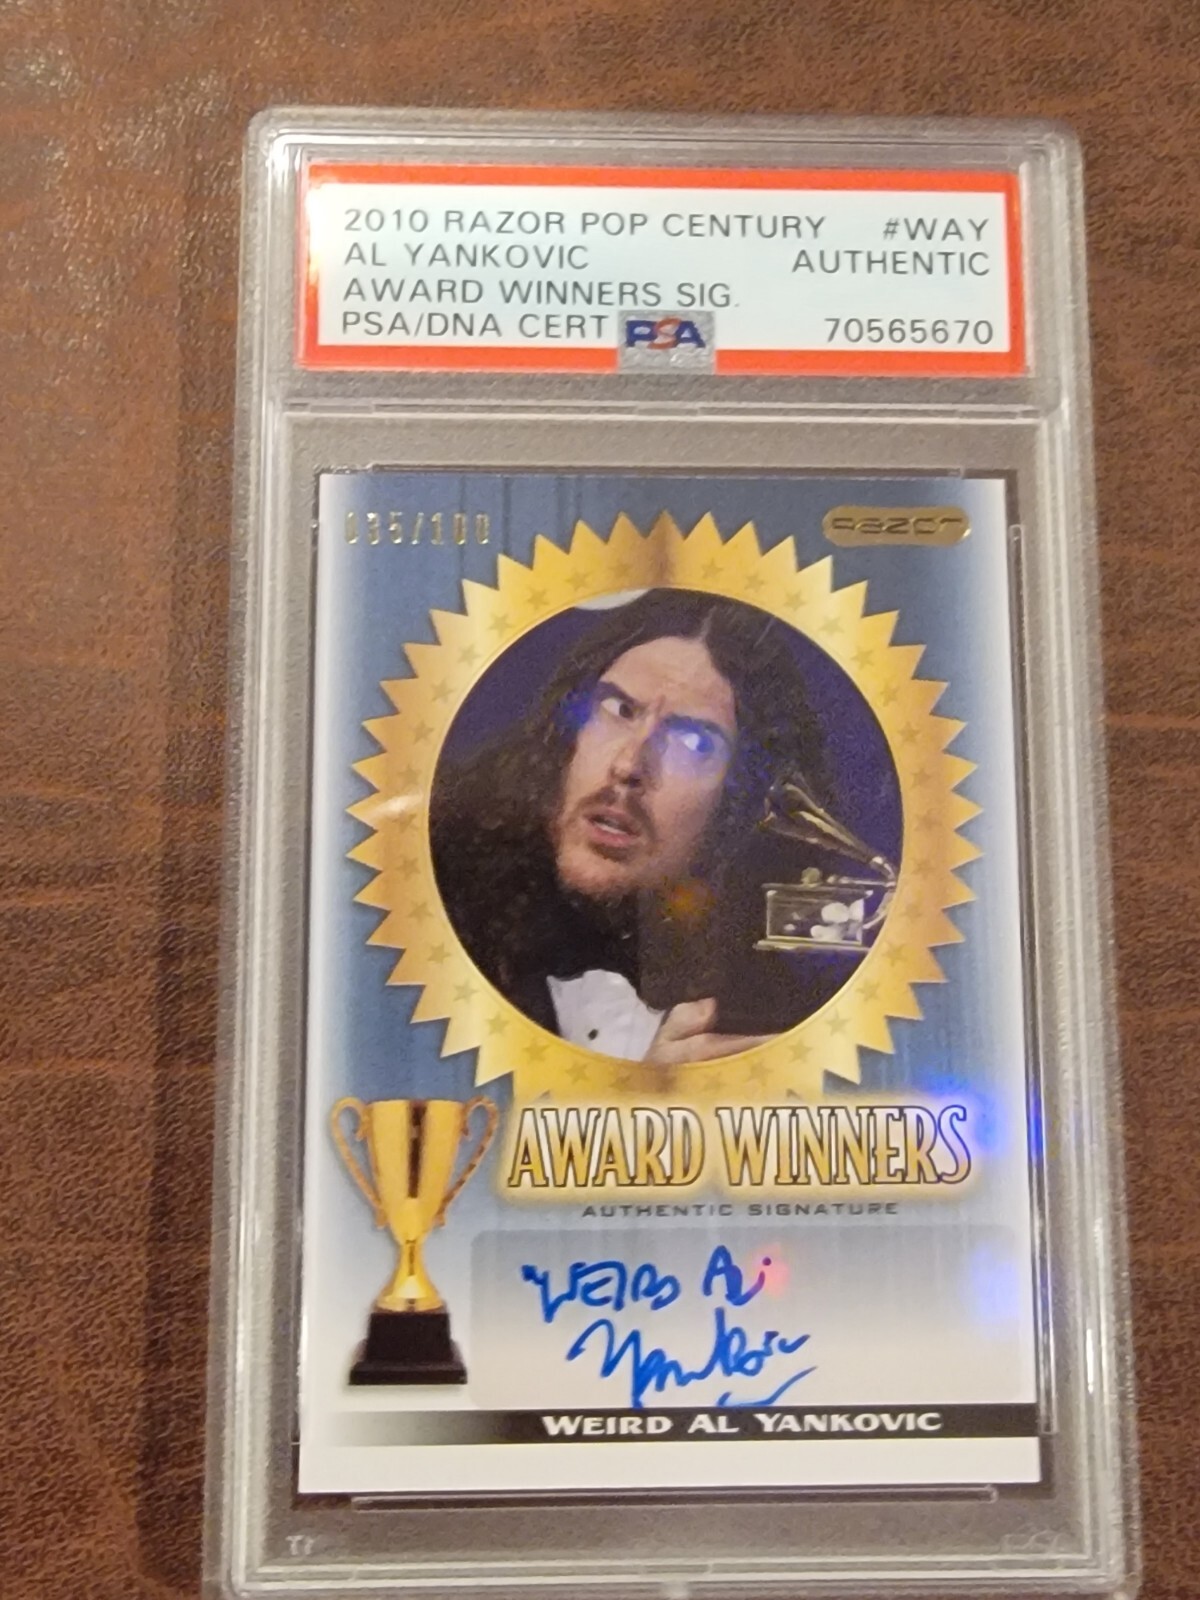 2010 RAZOR POP CENTURY #WAY
AL YANKOVIC AUTHENTIC
AWARD WINNERS SIG.
PSA/DNA CERT PSA 70565670
035/100 RAZOR
AWARD WINNERS
AUTHENTIC SIGNATURE
"WEIRD AL"
Yankovic
WEIRD AL YANKOVIC